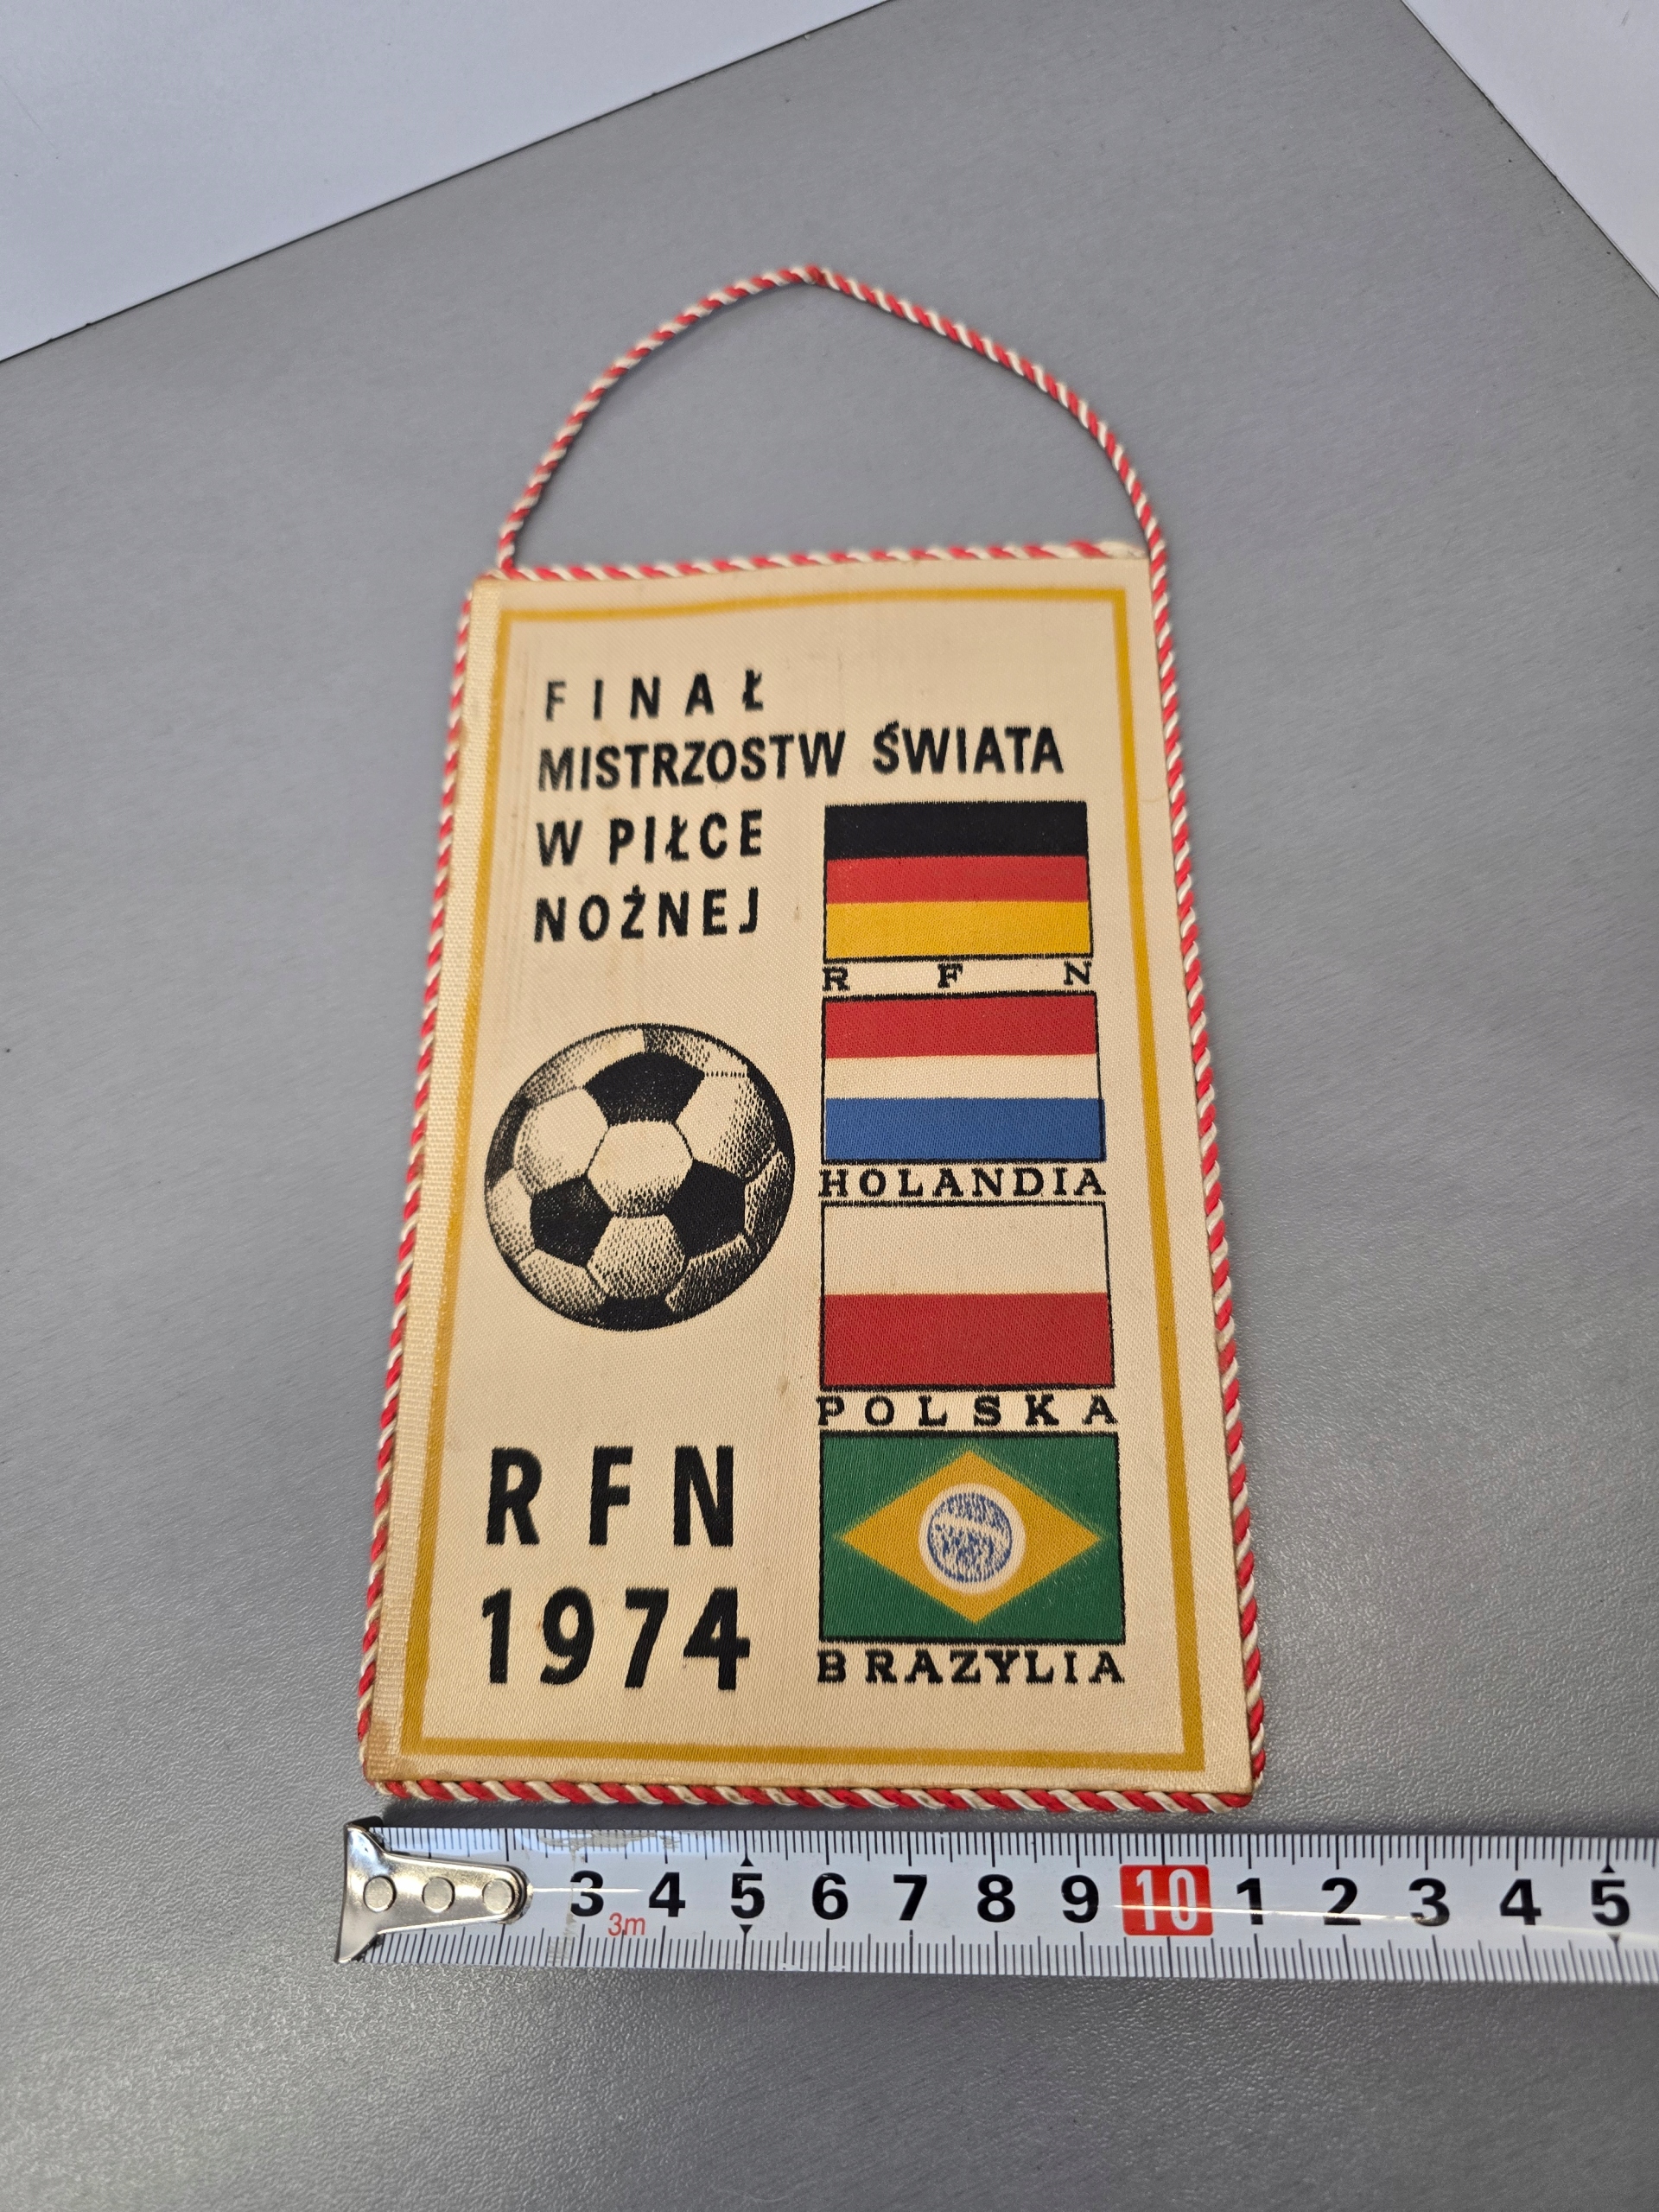 FINAŁ
MISTRZOSTW ŚWIATA
W PIŁCE
NOŻNEJ
R F N
HOLANDIA
POLSKA
BRAZYLIA
RFN
1974
3 4 5 6 7 8 9 10 1 2 3 4 5
3m